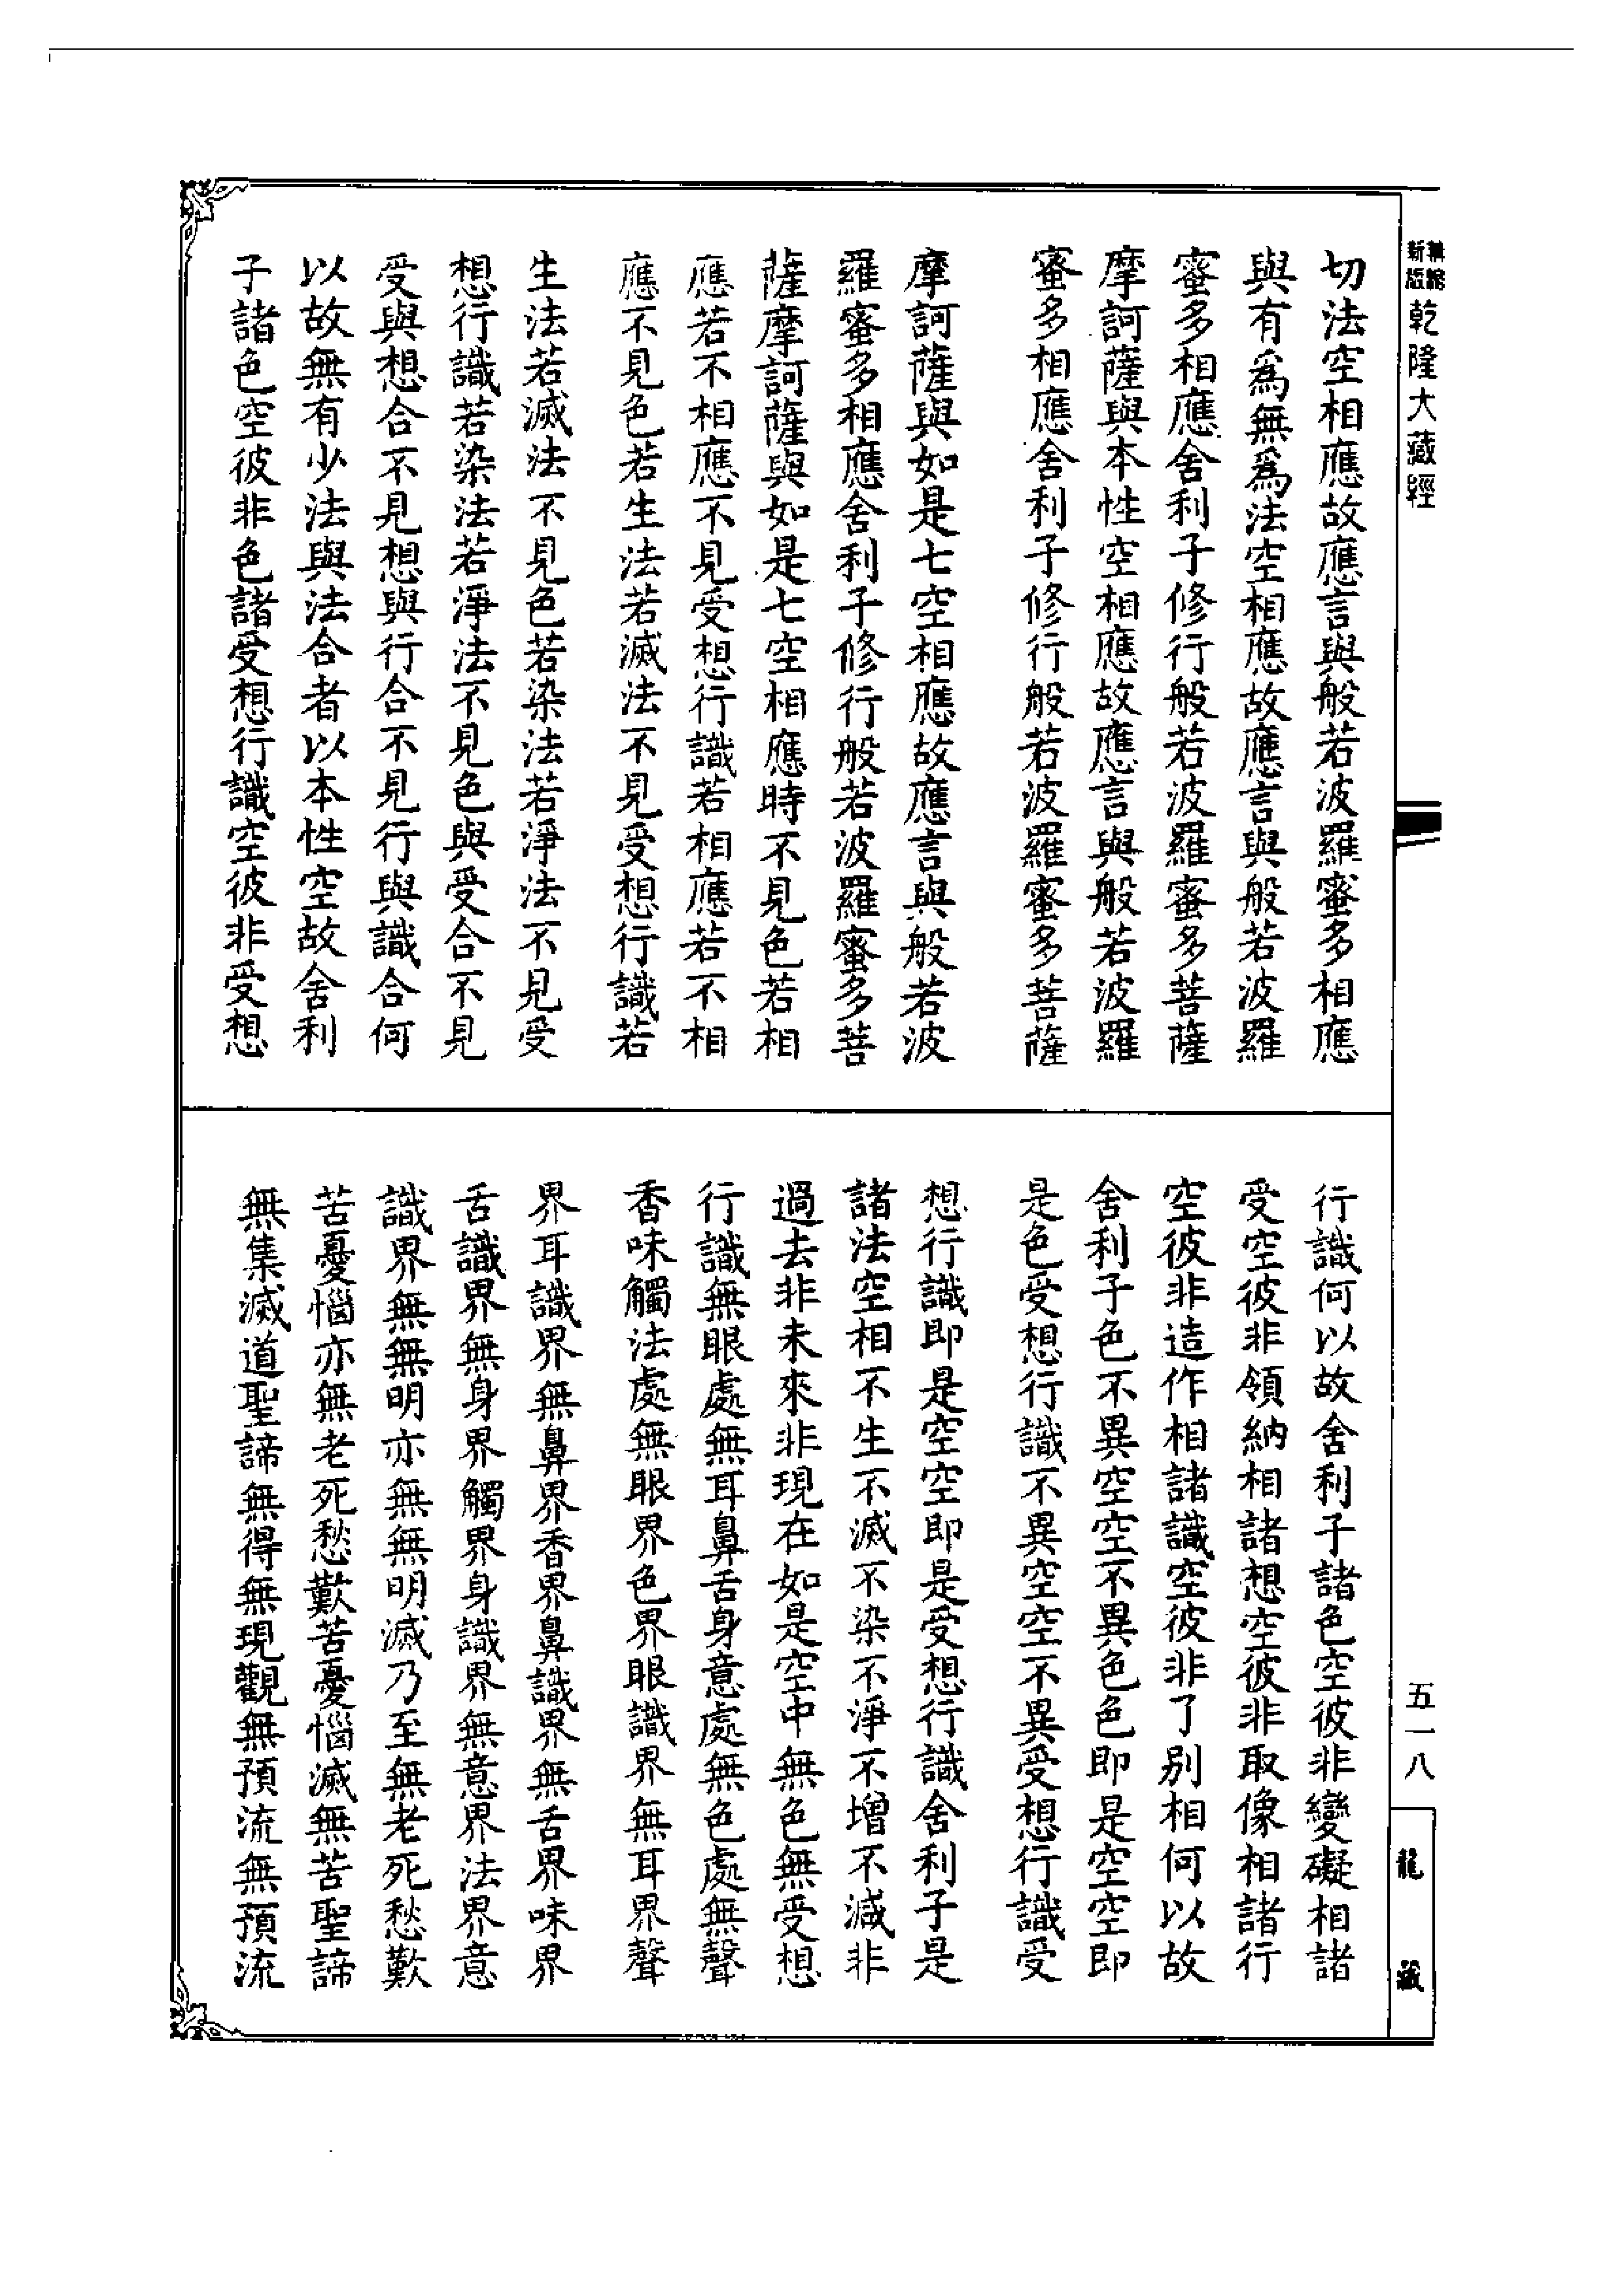 新版
精縮
乾隆大藏經
切法空相應故應言與般若波羅蜜多相應
與有為無為法空相應故應言與般若波羅
蜜多相應舍利子修行般若波羅蜜多菩薩
摩訶薩與本性空相應故應言與般若波羅
蜜多相應舍利子修行般若波羅蜜多菩薩
摩訶薩與如是七空相應故應言與般若波
羅蜜多相應舍利子修行般若波羅蜜多菩
薩摩訶薩與如是七空相應時不見色若相
應若不相應不見受想行識若相應若不相
應不見色若生法若滅法不見受想行識若
生法若滅法不見色若染法若淨法不見受
想行識若染法若淨法不見色與受合不見
受與想合不見想與行合不見行與識合何
以故無有少法與法合者以本性空故舍利
子諸色空彼非色諸受想行識空彼非受想
行識何以故舍利子諸色空彼非變礙相諸
受空彼非領納相諸想空彼非取像相諸行
空彼非造作相諸識空彼非了別相何以故
舍利子色不異空空不異色色即是空空即
是色受想行識不異空空不異受想行識受
想行識即是空空即是受想行識舍利子是
諸法空相不生不滅不染不淨不增不減非
過去非未來非現在如是空中無色無受想
行識無眼處無耳鼻舌身意處無色處無聲
香味觸法處無眼界色界眼識界無耳界聲
界耳識界無鼻界香界鼻識界無舌界味界
舌識界無身界觸界身識界無意界法界意
識界無無明亦無無明滅乃至無老死愁歎
苦憂惱亦無老死愁歎苦憂惱滅無苦聖諦
無集滅道聖諦無得無現觀無預流無預流
五一八
龍藏